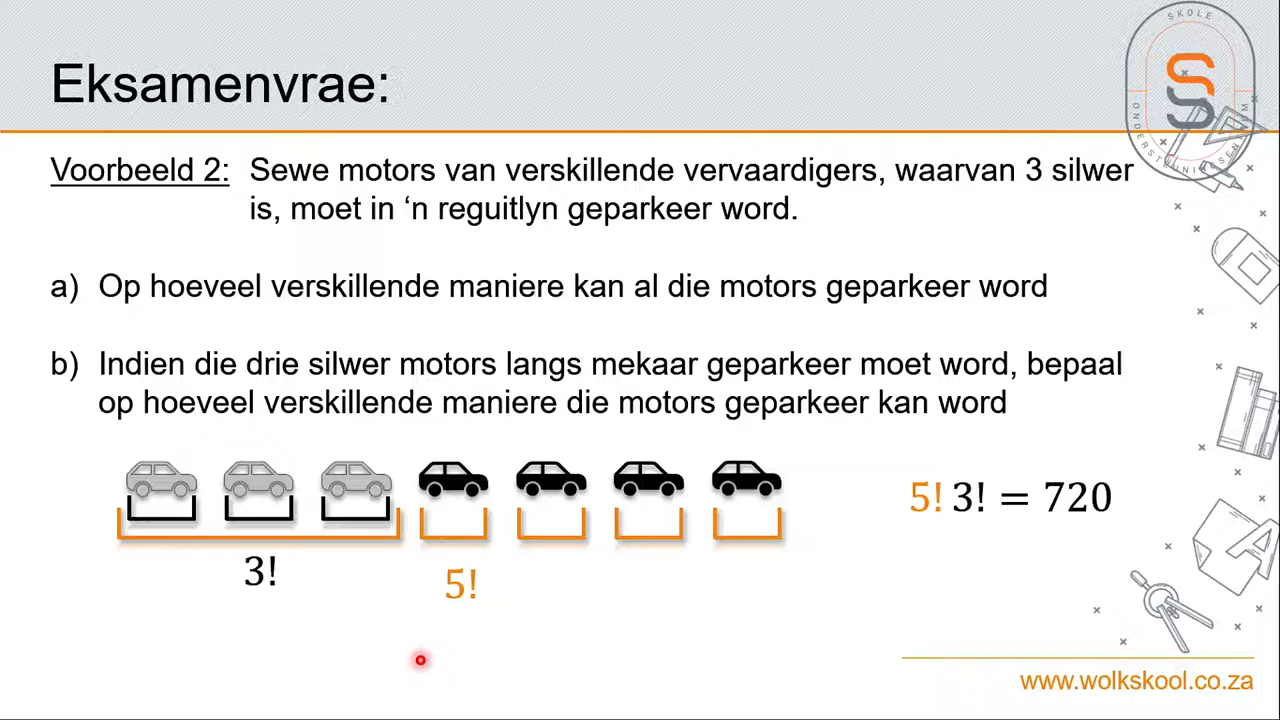 Eksamenvrae:
SKOLE
Voorbeeld 2: Sewe motors van verskillende vervaardigers, waarvan 3 silwer
is, moet in ‘n reguitlyn geparkeer word.
a) Op hoeveel verskillende maniere kan al die motors geparkeer word
b) Indien die drie silwer motors langs mekaar geparkeer moet word, bepaal
op hoeveel verskillende maniere die motors geparkeer kan word
5! 3! = 720
3!
5!
www.wolkskool.co.za